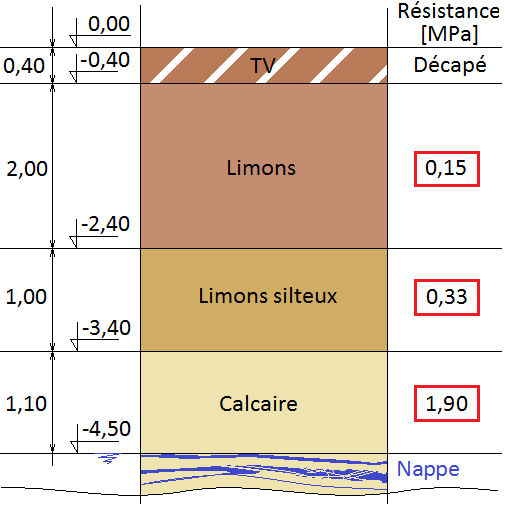 Résistance
[MPa]
0,00
0,40 -0,40 TV Décapé
2,00 Limons 0,15
-2,40
1,00 Limons silteux 0,33
-3,40
1,10 Calcaire 1,90
-4,50
Nappe